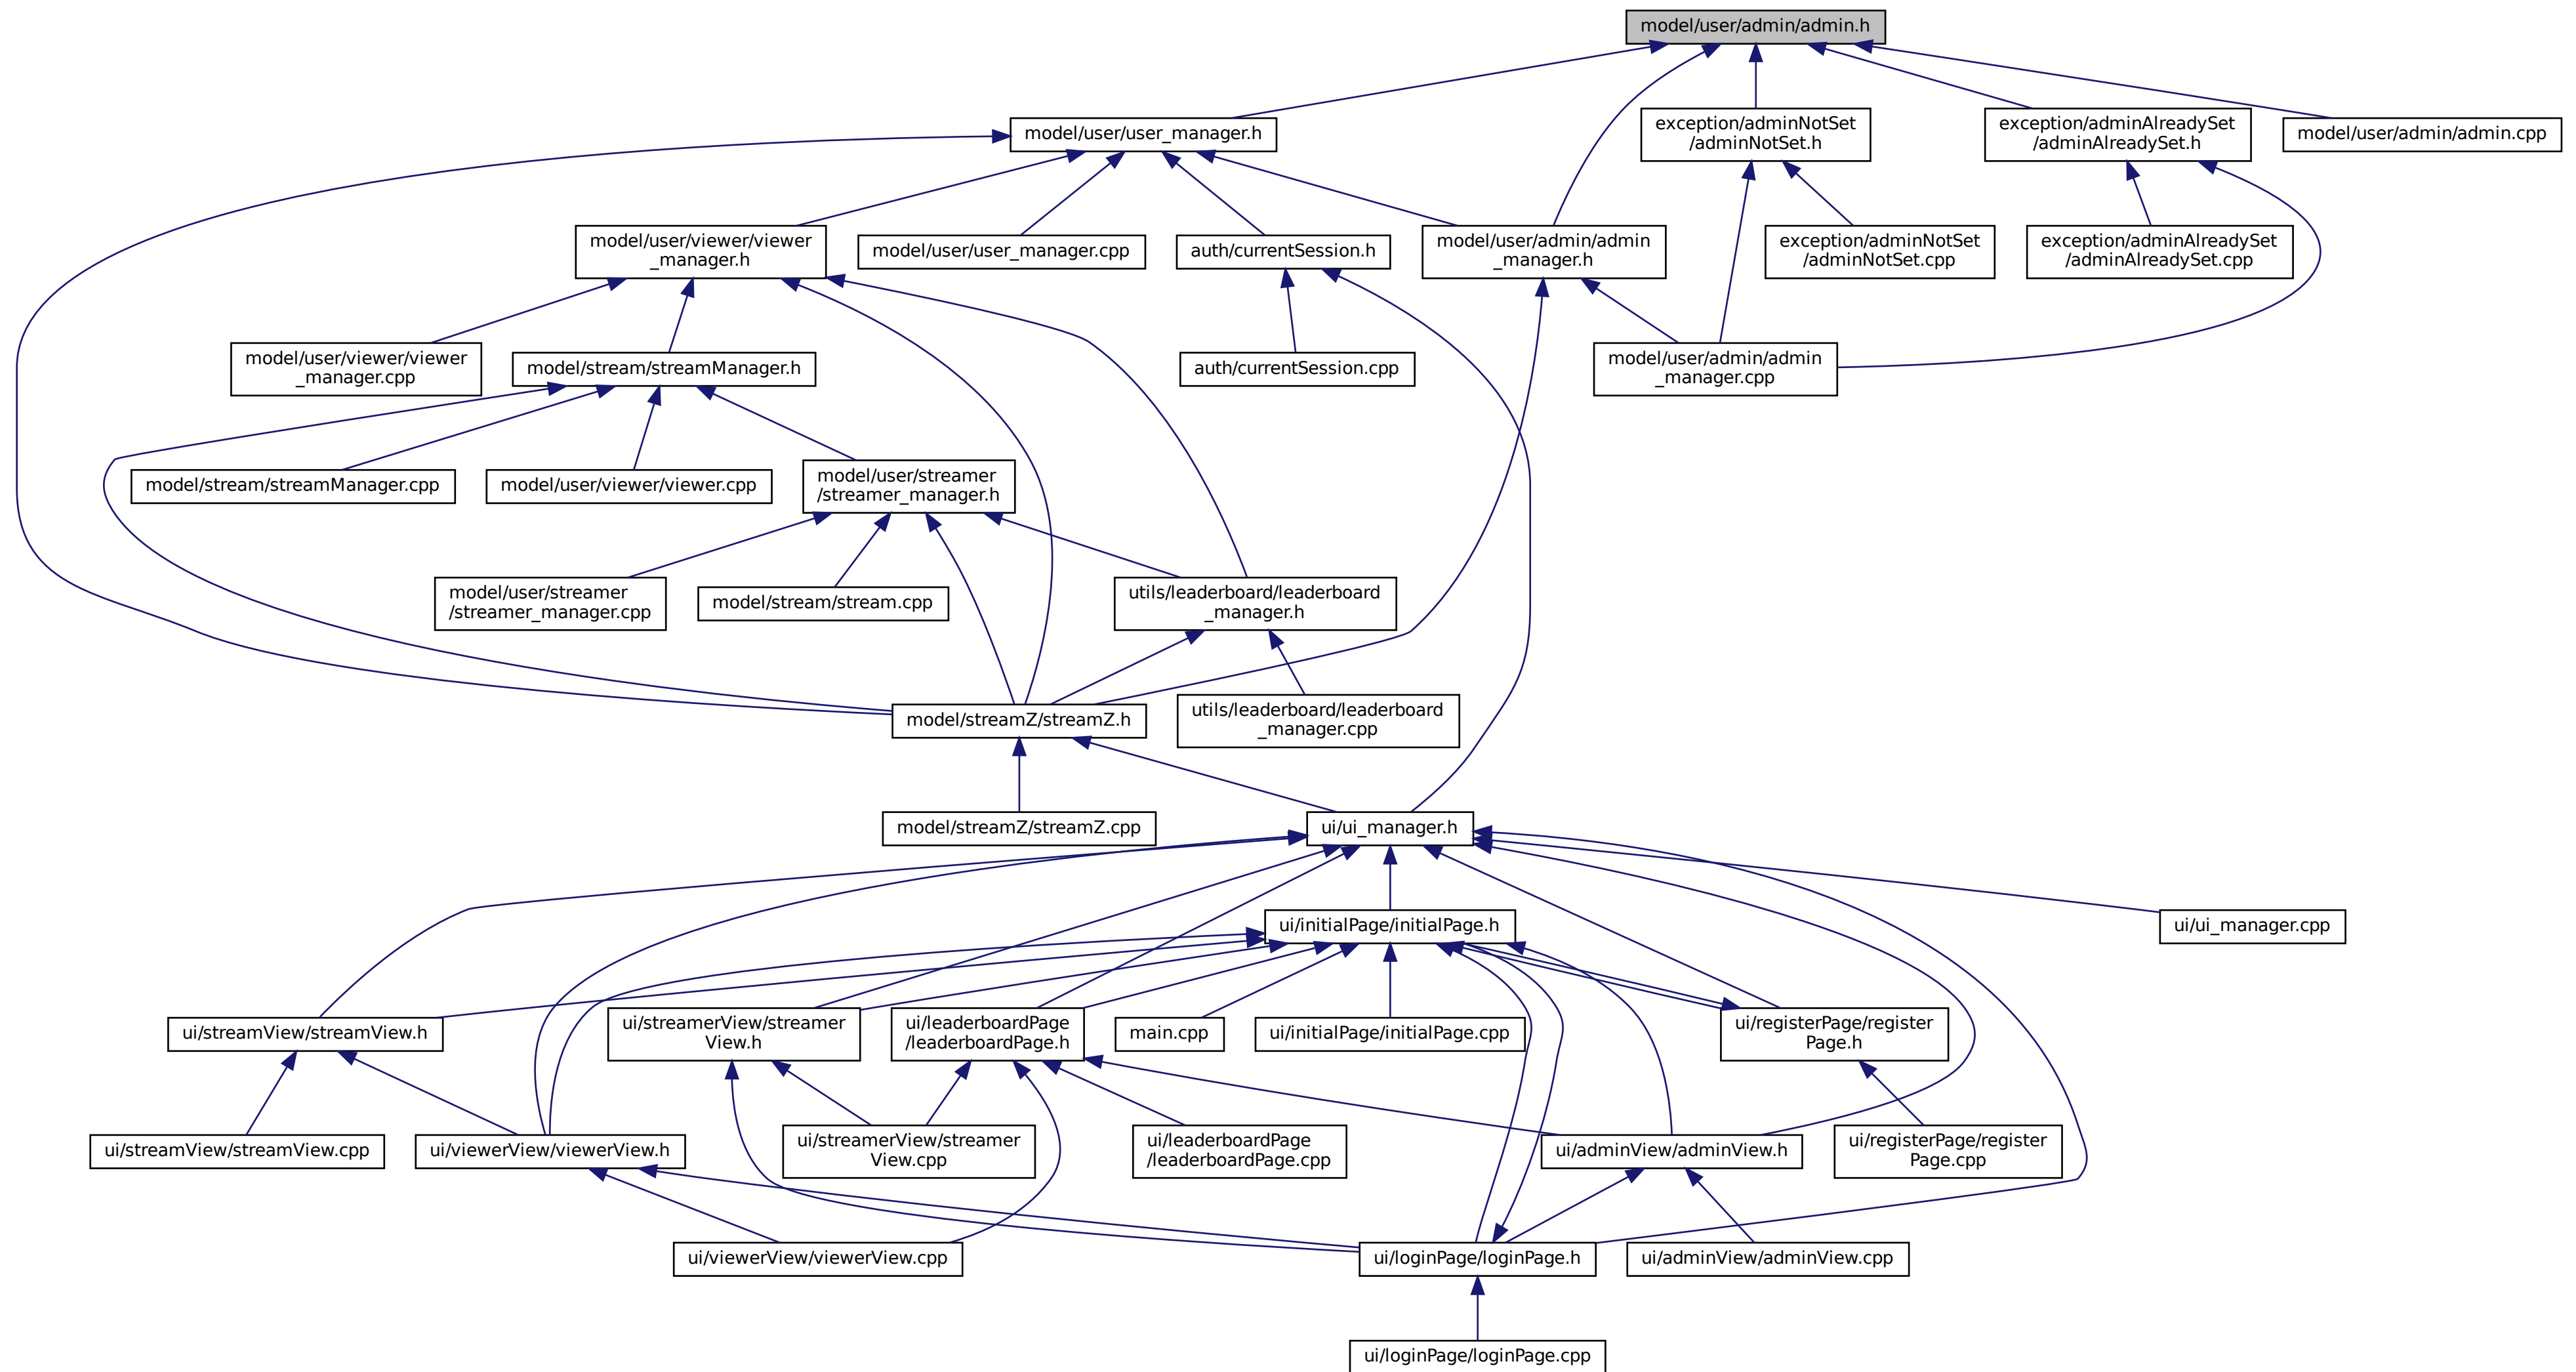 model/user/admin/admin.h
model/user/user_manager.h
exception/adminNotSet
/adminNotSet.h
exception/adminAlreadySet
/adminAlreadySet.h
model/user/admin/admin.cpp
model/user/viewer/viewer
_manager.h
model/user/user_manager.cpp
auth/currentSession.h
model/user/admin/admin
_manager.h
exception/adminNotSet
/adminNotSet.cpp
exception/adminAlreadySet
/adminAlreadySet.cpp
model/user/viewer/viewer
_manager.cpp
model/stream/streamManager.h
auth/currentSession.cpp
model/user/admin/admin
_manager.cpp
model/stream/streamManager.cpp
model/user/viewer/viewer.cpp
model/user/streamer
/streamer_manager.h
model/user/streamer
/streamer_manager.cpp
model/stream/stream.cpp
utils/leaderboard/leaderboard
_manager.h
model/streamZ/streamZ.h
utils/leaderboard/leaderboard
_manager.cpp
model/streamZ/streamZ.cpp
ui/ui_manager.h
ui/initialPage/initialPage.h
ui/ui_manager.cpp
ui/streamView/streamView.h
ui/streamerView/streamer
View.h
ui/leaderboardPage
/leaderboardPage.h
main.cpp
ui/initialPage/initialPage.cpp
ui/registerPage/register
Page.h
ui/streamView/streamView.cpp
ui/viewerView/viewerView.h
ui/streamerView/streamer
View.cpp
ui/leaderboardPage
/leaderboardPage.cpp
ui/adminView/adminView.h
ui/registerPage/register
Page.cpp
ui/viewerView/viewerView.cpp
ui/loginPage/loginPage.h
ui/adminView/adminView.cpp
ui/loginPage/loginPage.cpp